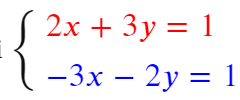 i
2x + 3y = 1
−3x − 2y = 1